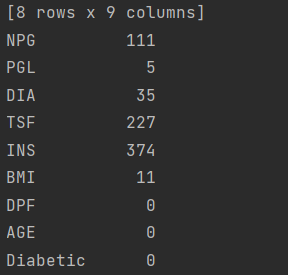 [8 rows x 9 columns]
NPG 111
PGL 5
DIA 35
TSF 227
INS 374
BMI 11
DPF 0
AGE 0
Diabetic 0